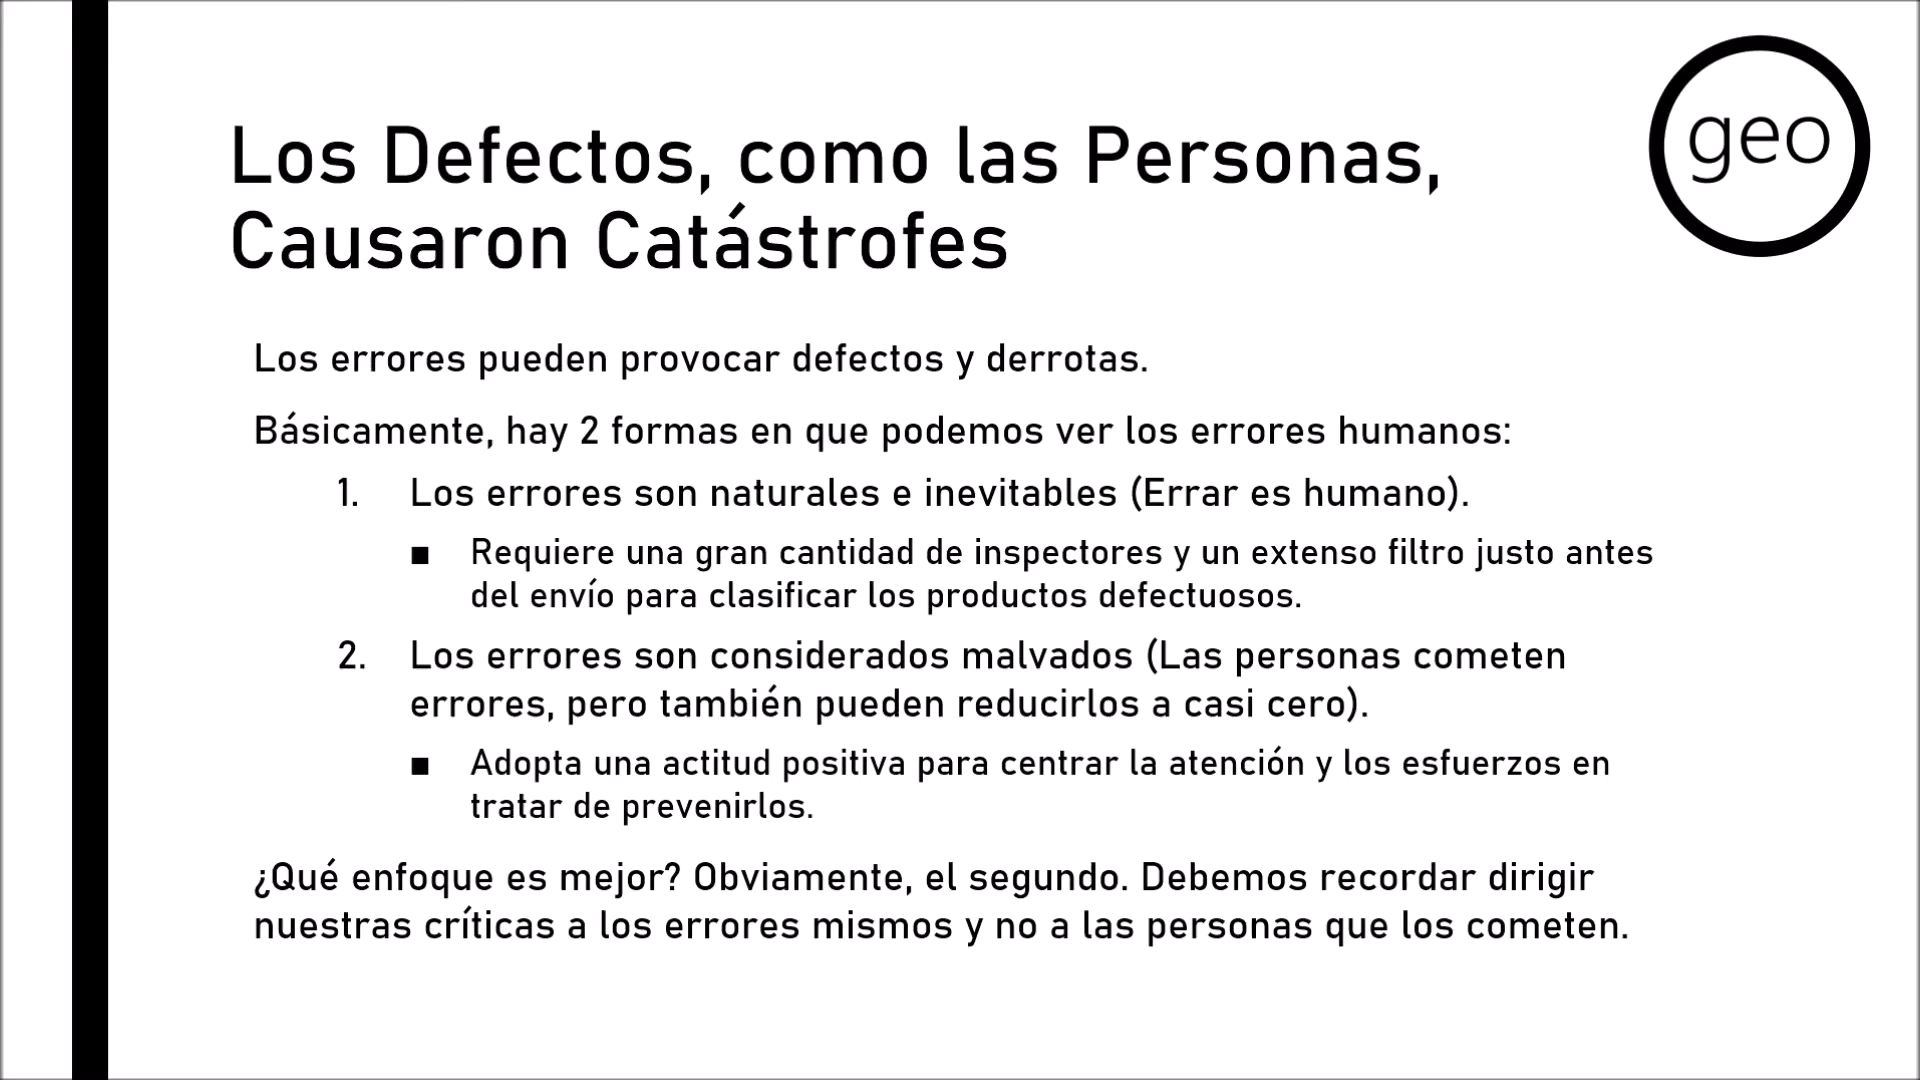 geo
Los Defectos, como las Personas,
Causaron Catástrofes
Los errores pueden provocar defectos y derrotas.
Básicamente, hay 2 formas en que podemos ver los errores humanos:
1. Los errores son naturales e inevitables (Errar es humano).
■ Requiere una gran cantidad de inspectores y un extenso filtro justo antes
del envío para clasificar los productos defectuosos.
2. Los errores son considerados malvados (Las personas cometen
errores, pero también pueden reducirlos a casi cero).
■ Adopta una actitud positiva para centrar la atención y los esfuerzos en
tratar de prevenirlos.
¿Qué enfoque es mejor? Obviamente, el segundo. Debemos recordar dirigir
nuestras críticas a los errores mismos y no a las personas que los cometen.